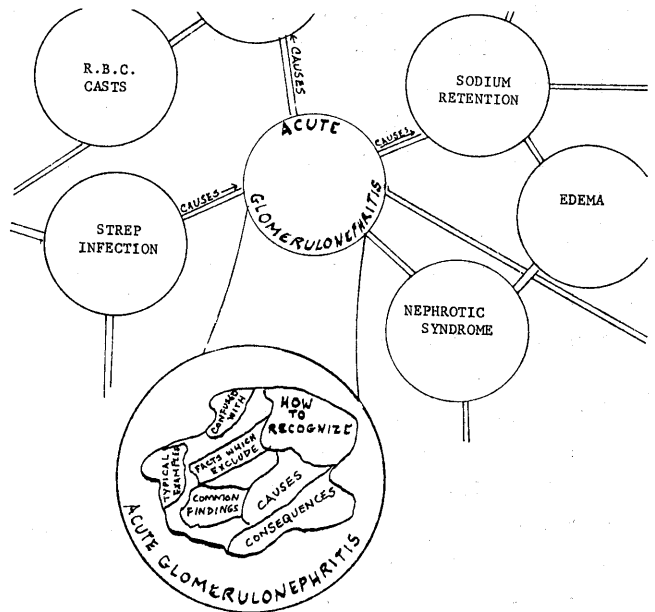 CAUSES
R.B.C.
CASTS
SODIUM
RETENTION
ACUTE
GLOMERULONEPHRITIS
CAUSES
CAUSES
STREP
INFECTION
EDEMA
NEPHROTIC
SYNDROME
CONFUSED
WITH
HOW
TO
RECOGNIZE
FACTS WHICH
EXCLUDE
TYPICAL
EXAMPLES
COMMON
FINDINGS
CAUSES
CONSEQUENCES
ACUTE GLOMERULONEPHRITIS